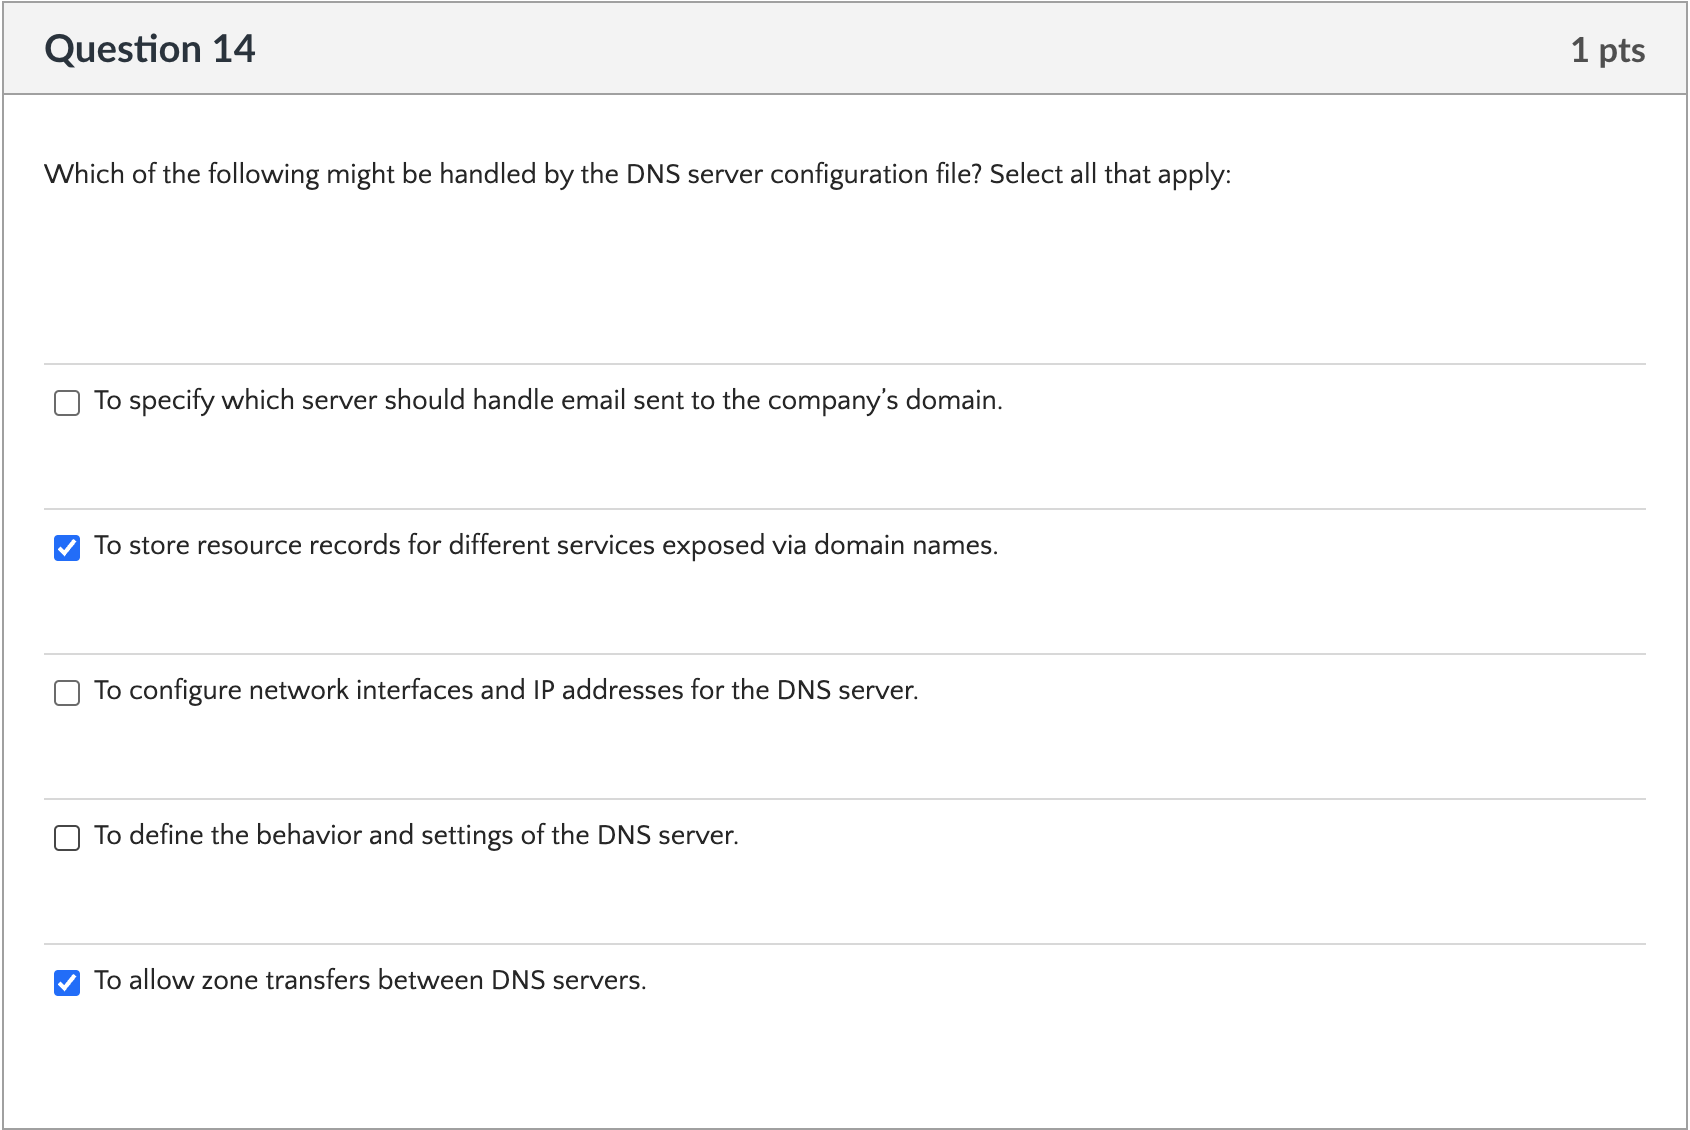 Question 14
1 pts
Which of the following might be handled by the DNS server configuration file? Select all that apply:
To specify which server should handle email sent to the company's domain.
To store resource records for different services exposed via domain names.
To configure network interfaces and IP addresses for the DNS server.
To define the behavior and settings of the DNS server.
To allow zone transfers between DNS servers.